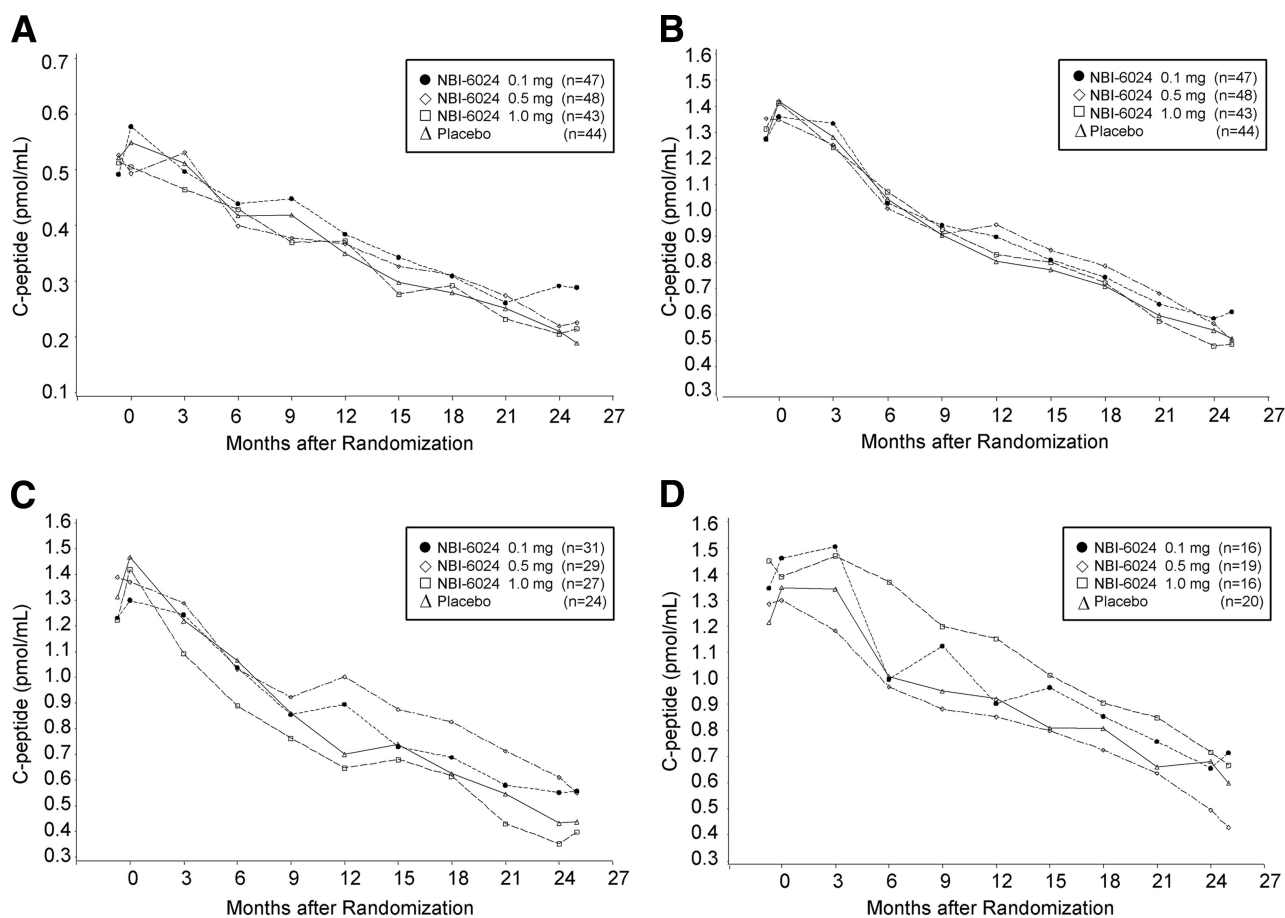 A
0.7
0.6
0.5
0.4
0.3
0.2
0.1
C-peptide (pmol/mL)
NBI-6024 0.1 mg (n=47)
NBI-6024 0.5 mg (n=48)
NBI-6024 1.0 mg (n=43)
Placebo (n=44)
0 3 6 9 12 15 18 21 24 27
Months after Randomization
B
1.6
1.5
1.4
1.3
1.2
1.1
1.0
0.9
0.8
0.7
0.6
0.5
0.4
0.3
C-peptide (pmol/mL)
NBI-6024 0.1 mg (n=47)
NBI-6024 0.5 mg (n=48)
NBI-6024 1.0 mg (n=43)
Placebo (n=44)
0 3 6 9 12 15 18 21 24 27
Months after Randomization
C
1.6
1.5
1.4
1.3
1.2
1.1
1.0
0.9
0.8
0.7
0.6
0.5
0.4
0.3
C-peptide (pmol/mL)
NBI-6024 0.1 mg (n=31)
NBI-6024 0.5 mg (n=29)
NBI-6024 1.0 mg (n=27)
Placebo (n=24)
0 3 6 9 12 15 18 21 24 27
Months after Randomization
D
1.6
1.5
1.4
1.3
1.2
1.1
1.0
0.9
0.8
0.7
0.6
0.5
0.4
0.3
C-peptide (pmol/mL)
NBI-6024 0.1 mg (n=16)
NBI-6024 0.5 mg (n=19)
NBI-6024 1.0 mg (n=16)
Placebo (n=20)
0 3 6 9 12 15 18 21 24 27
Months after Randomization